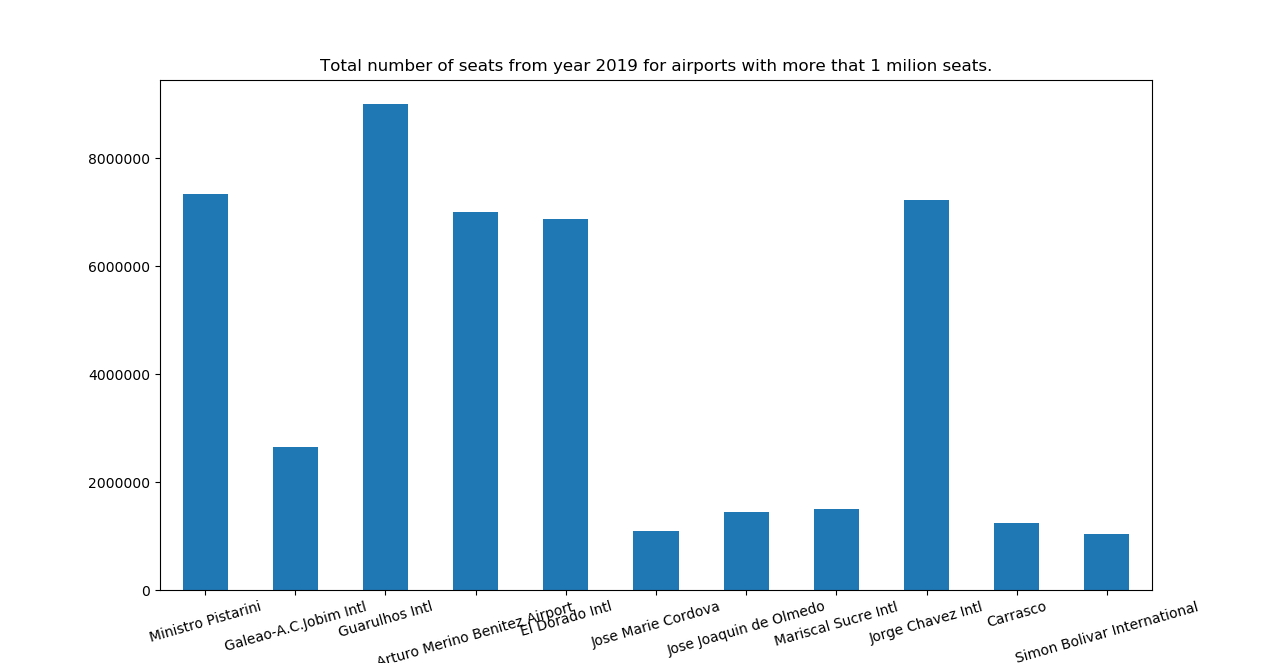 Total number of seats from year 2019 for airports with more that 1 milion seats.
8000000
6000000
4000000
2000000
0
Ministro Pistarini
Galeao-A.C.Jobim Intl
Guarulhos Intl
Arturo Merino Benitez Airport
El Dorado Intl
Jose Marie Cordova
Jose Joaquin de Olmedo
Mariscal Sucre Intl
Jorge Chavez Intl
Carrasco
Simon Bolivar International